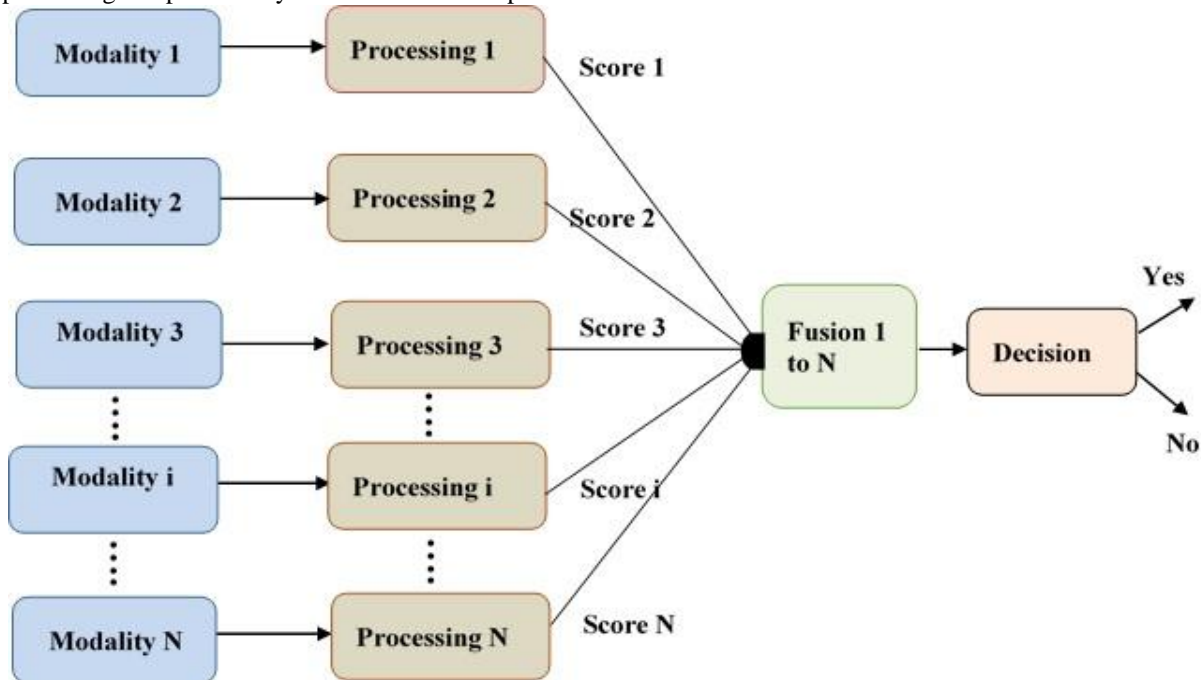 Modality 1
Processing 1
Score 1
Modality 2
Processing 2
Score 2
Modality 3
Processing 3
Score 3
Modality i
Processing i
Score i
Modality N
Processing N
Score N
Fusion 1
to N
Decision
Yes
No